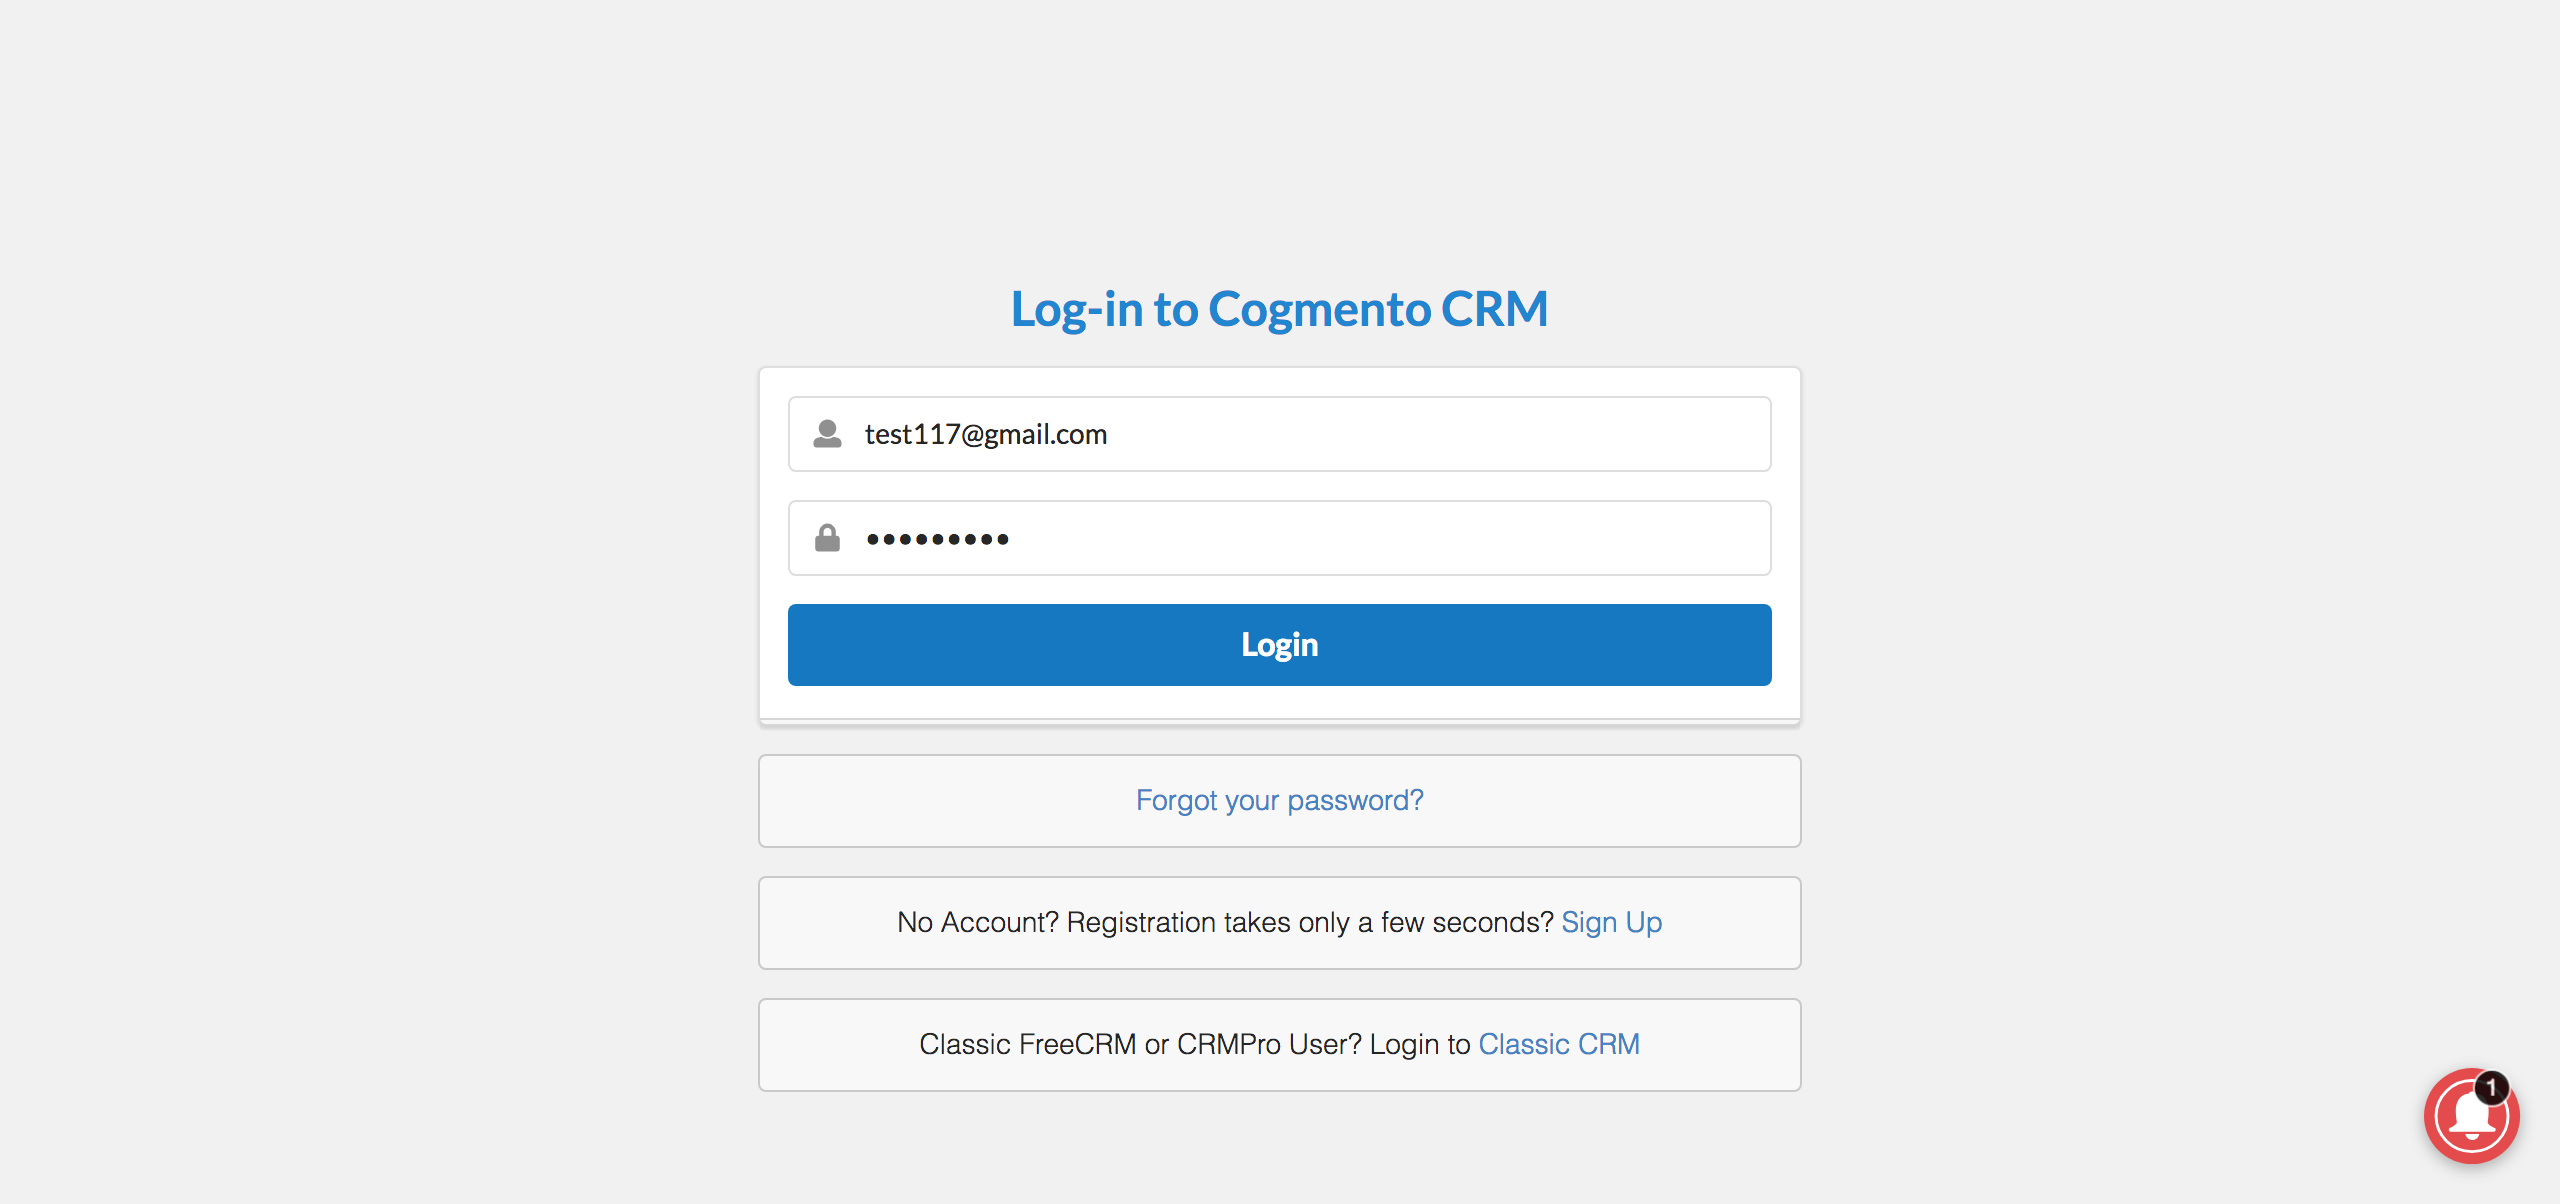 Log-in to Cogmento CRM
test117@gmail.com
•••••••••
Login
Forgot your password?
No Account? Registration takes only a few seconds? Sign Up
Classic FreeCRM or CRMPro User? Login to Classic CRM
1